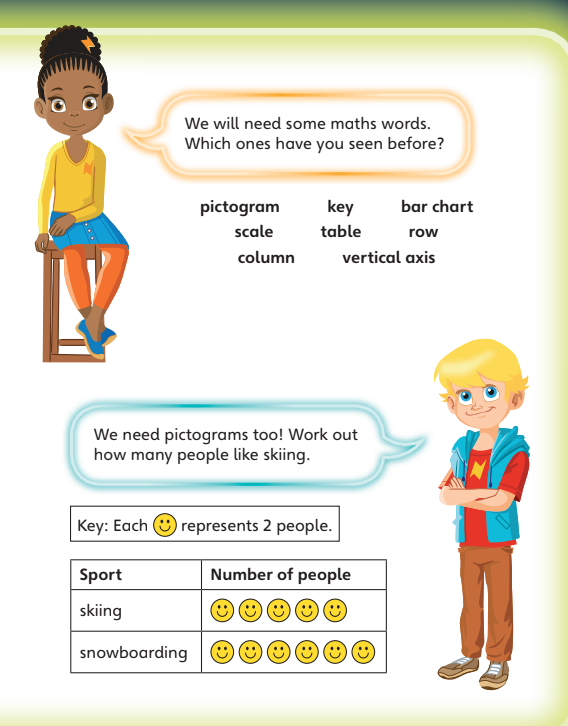 We will need some maths words.
Which ones have you seen before?
pictogram key bar chart
scale table row
column vertical axis
We need pictograms too! Work out
how many people like skiing.
Key: Each represents 2 people.
Sport Number of people
skiing
snowboarding